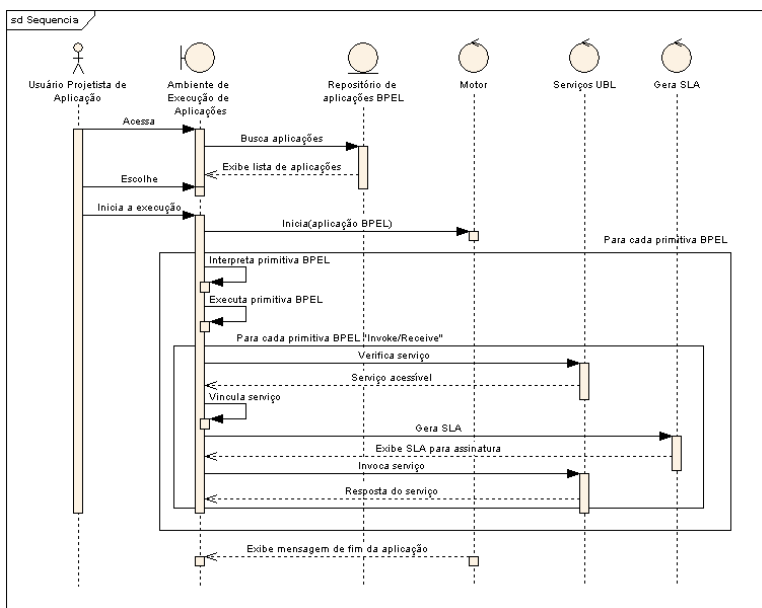 sd Sequencia
Usuário Projetista de
Aplicação
Ambiente de
Execução de
Aplicações
Repositório de
aplicações BPEL
Motor
Serviços UBL
Gera SLA
Acessa
Busca aplicações
Exibe lista de aplicações
Escolhe
Inicia a execução
Inicia(aplicação BPEL)
Para cada primitiva BPEL
Interpreta primitiva BPEL
Executa primitiva BPEL
Para cada primitiva BPEL "Invoke/Receive"
Verifica serviço
Serviço acessível
Vincula serviço
Gera SLA
Exibe SLA para assinatura
Invoca serviço
Resposta do serviço
Exibe mensagem de fim da aplicação